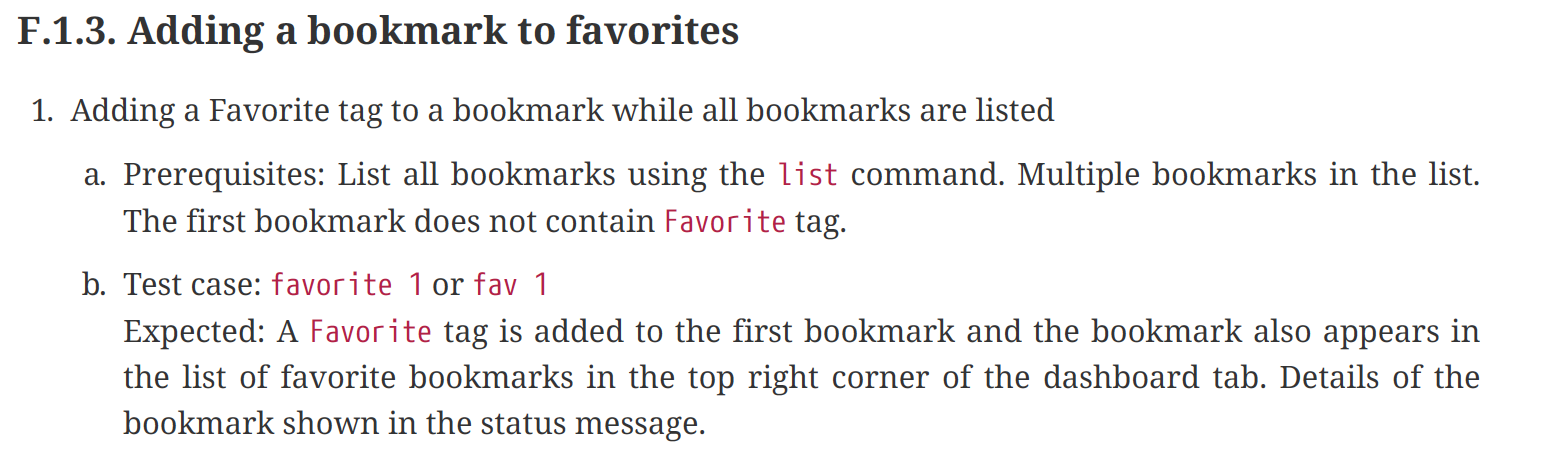 F.1.3. Adding a bookmark to favorites
1. Adding a Favorite tag to a bookmark while all bookmarks are listed
a. Prerequisites: List all bookmarks using the list command. Multiple bookmarks in the list.
The first bookmark does not contain Favorite tag.
b. Test case: favorite 1 or fav 1
Expected: A Favorite tag is added to the first bookmark and the bookmark also appears in
the list of favorite bookmarks in the top right corner of the dashboard tab. Details of the
bookmark shown in the status message.